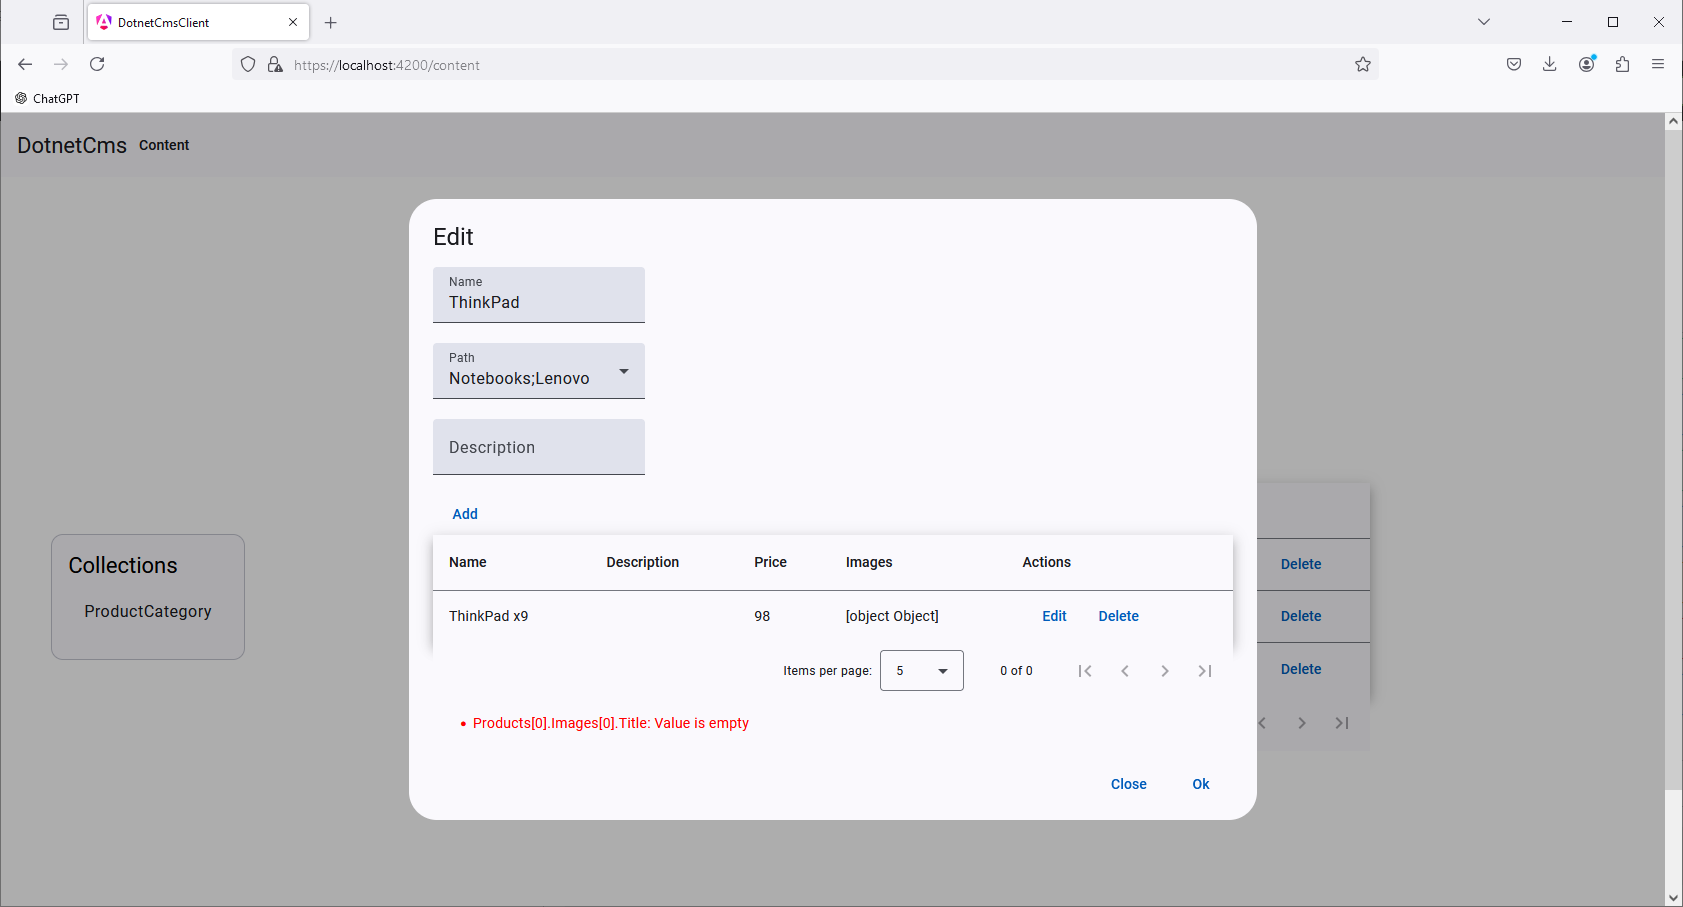 DotnetCmsClient
https://localhost:4200/content
ChatGPT
DotnetCms Content
Edit
Name
ThinkPad
Path
Notebooks;Lenovo
Description
Add
Name Description Price Images Actions
ThinkPad x9 98 [object Object] Edit Delete
Items per page: 5 0 of 0
Products[0].Images[0].Title: Value is empty
Close Ok
Collections
ProductCategory
Delete
Delete
Delete